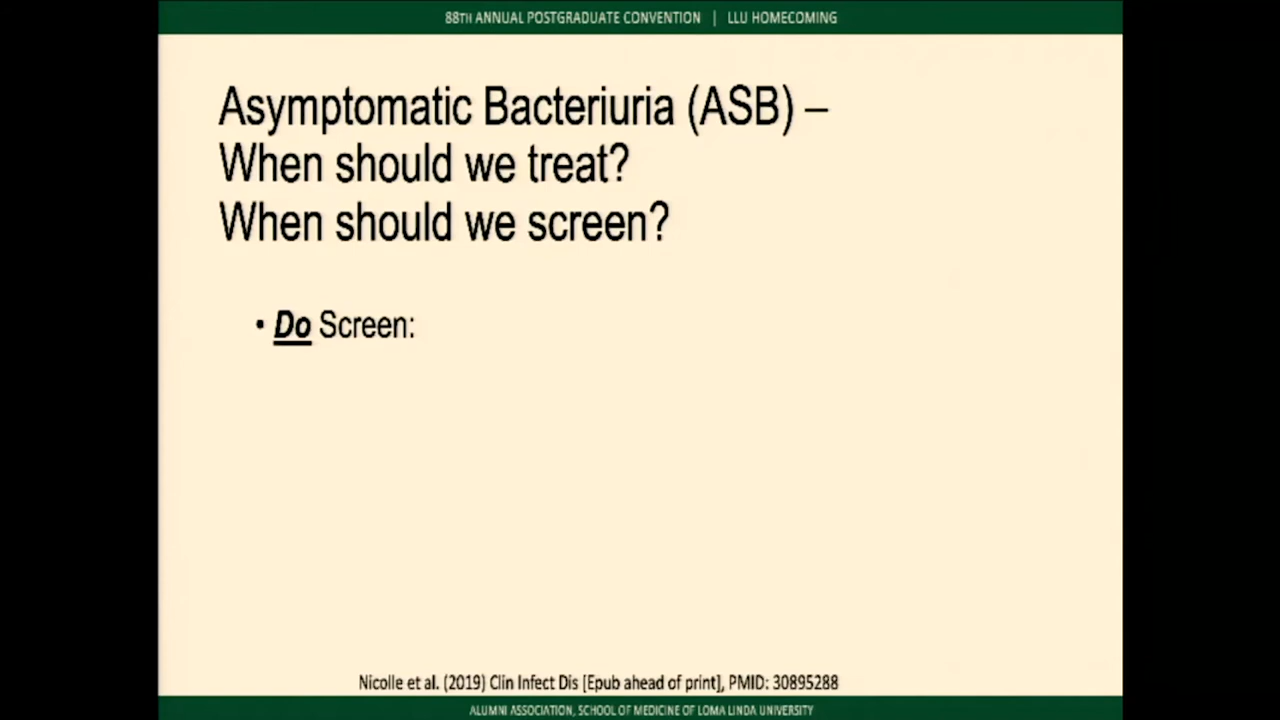 88TH ANNUAL POSTGRADUATE CONVENTION | LLU HOMECOMING
Asymptomatic Bacteriuria (ASB) –
When should we treat?
When should we screen?
• Do Screen:
Nicolle et al. (2019) Clin Infect Dis [Epub ahead of print], PMID: 30895288
ALUMNI ASSOCIATION, SCHOOL OF MEDICINE OF LOMA LINDA UNIVERSITY